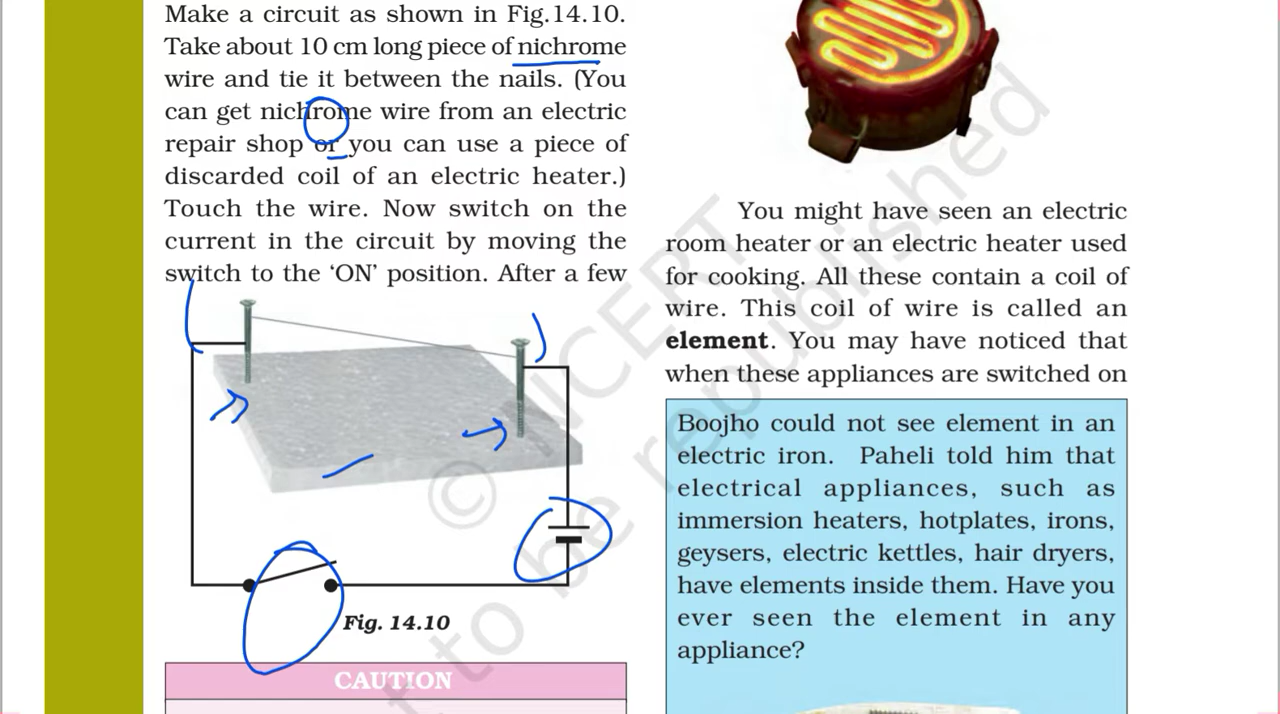 Make a circuit as shown in Fig.14.10.
Take about 10 cm long piece of nichrome
wire and tie it between the nails. (You
can get nichrome wire from an electric
repair shop or you can use a piece of
discarded coil of an electric heater.)
Touch the wire. Now switch on the
current in the circuit by moving the
switch to the ‘ON’ position. After a few
Fig. 14.10
CAUTION
You might have seen an electric
room heater or an electric heater used
for cooking. All these contain a coil of
wire. This coil of wire is called an
element. You may have noticed that
when these appliances are switched on
Boojho could not see element in an
electric iron. Paheli told him that
electrical appliances, such as
immersion heaters, hotplates, irons,
geysers, electric kettles, hair dryers,
have elements inside them. Have you
ever seen the element in any
appliance?
© NCERT
not to be republished